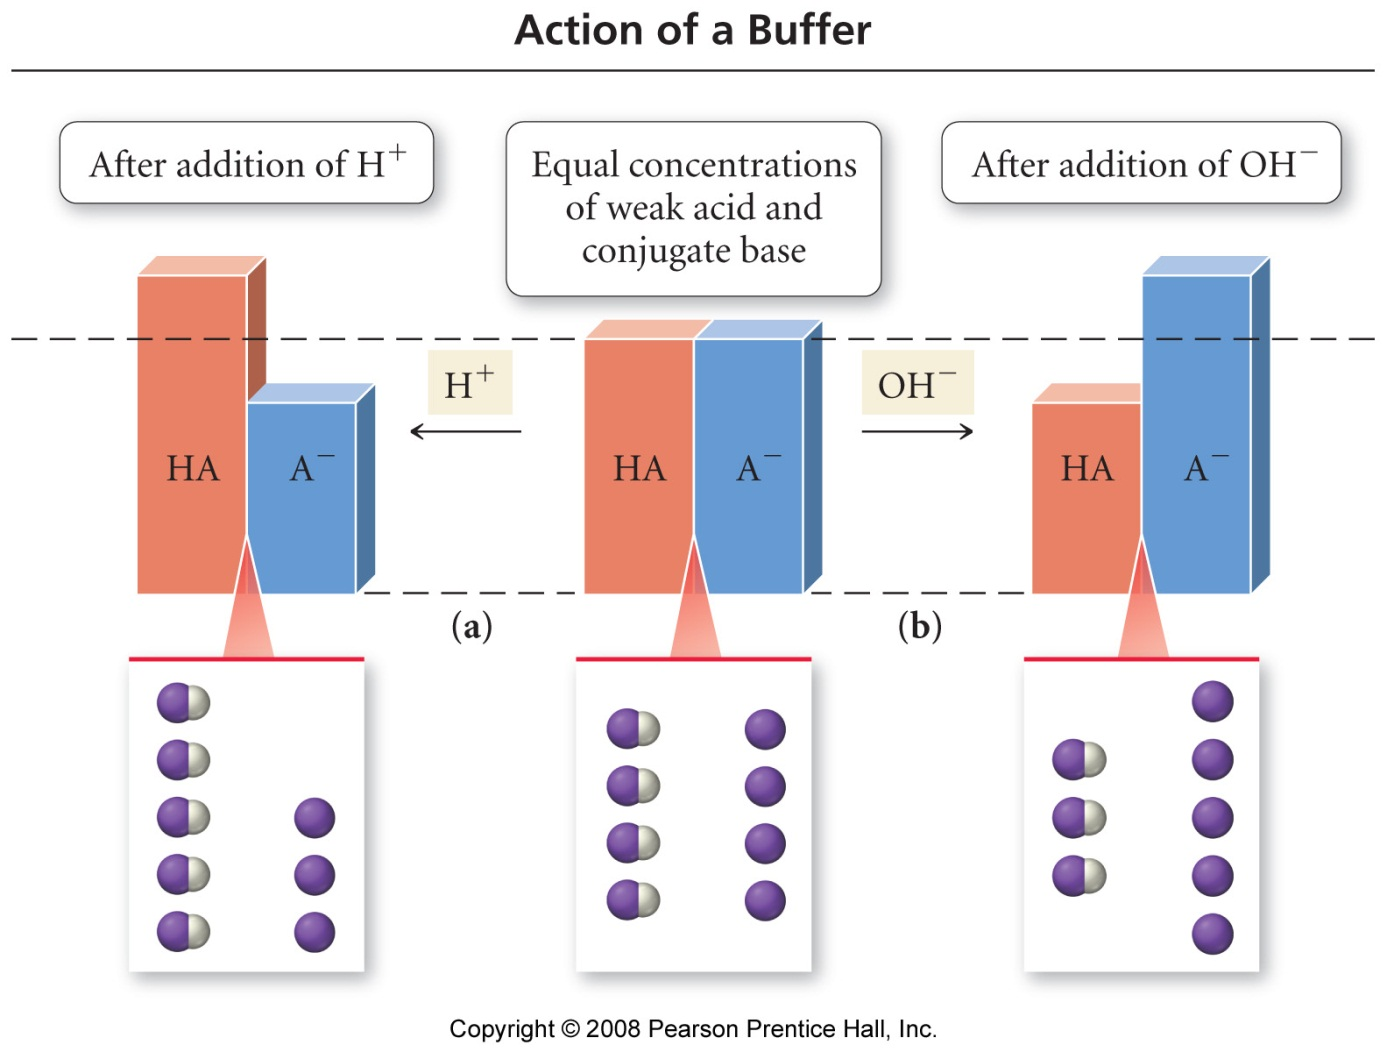 Action of a Buffer
After addition of H⁺
Equal concentrations
of weak acid and
conjugate base
After addition of OH⁻
H⁺
OH⁻
HA
A⁻
HA
A⁻
HA
A⁻
(a)
(b)
Copyright © 2008 Pearson Prentice Hall, Inc.